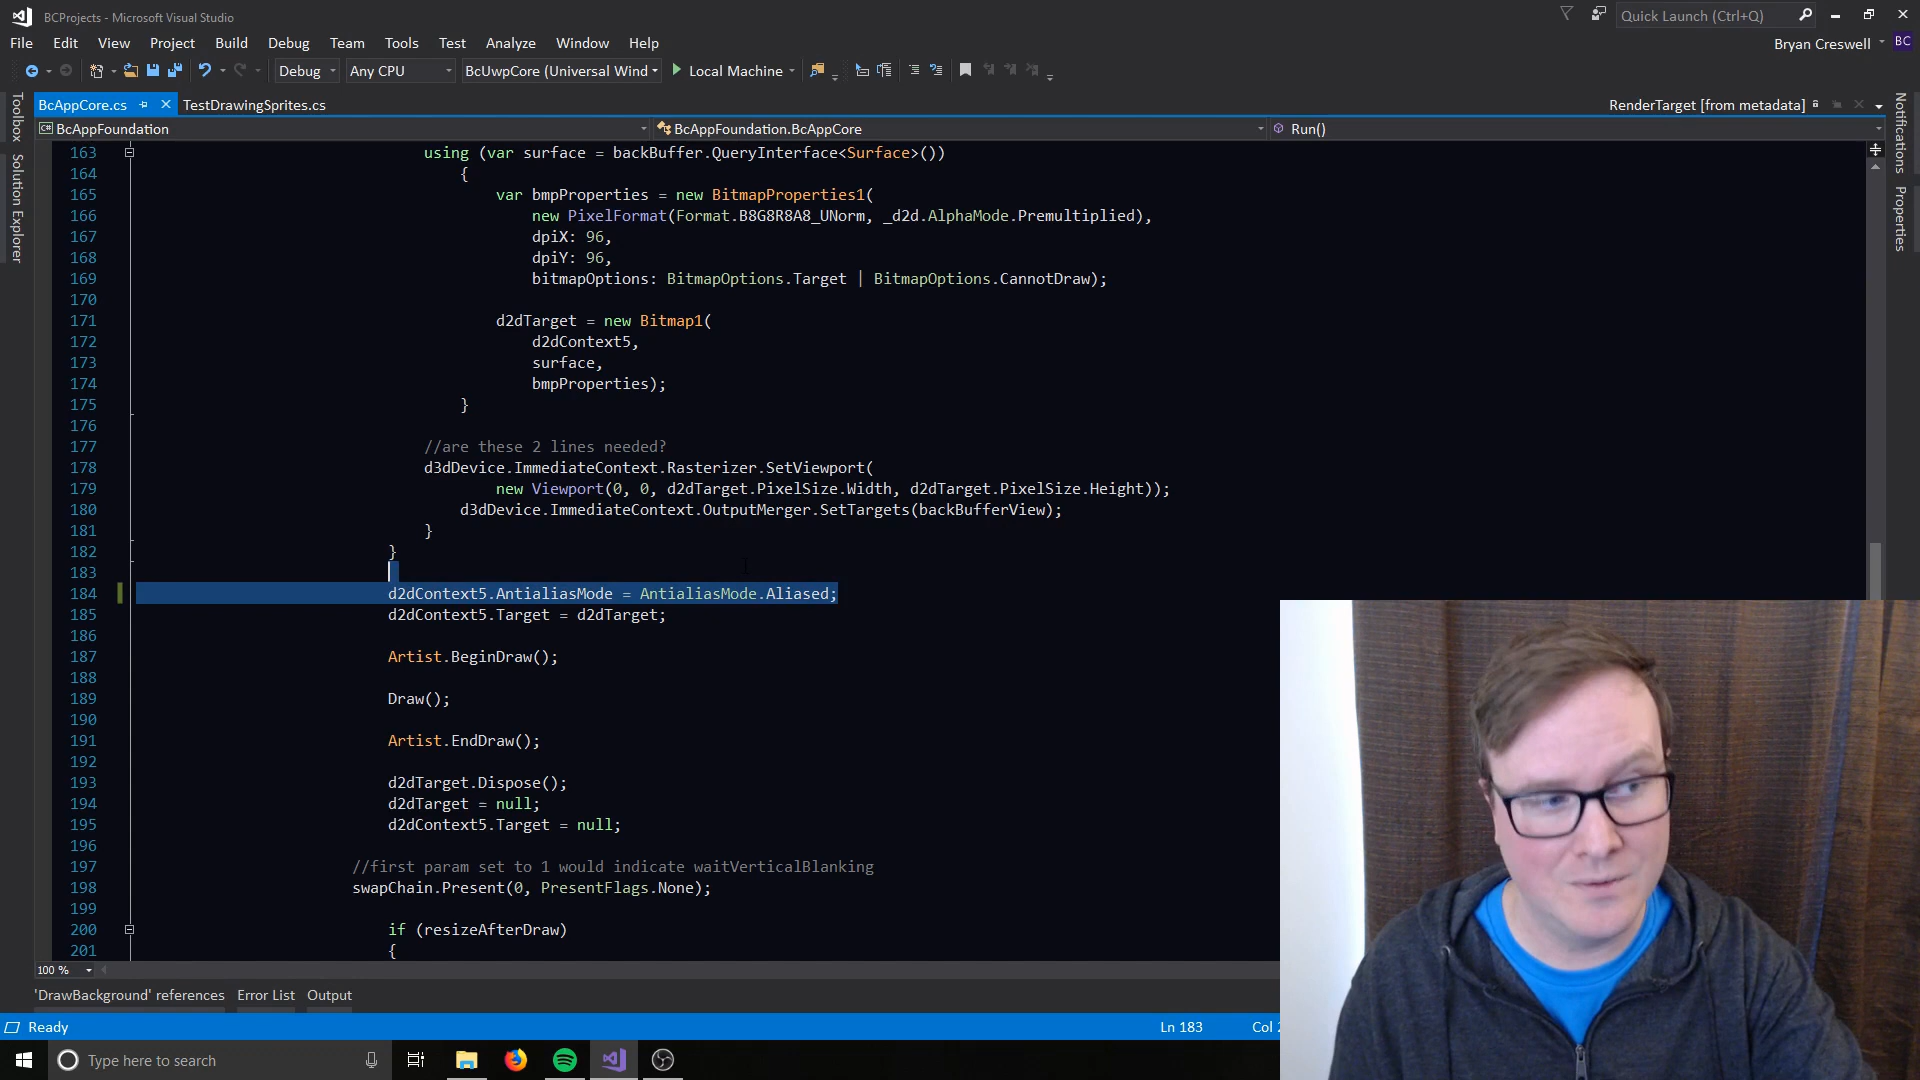 BCProjects - Microsoft Visual Studio
Quick Launch (Ctrl+Q)
File Edit View Project Build Debug Team Tools Test Analyze Window Help
Bryan Creswell BC
Debug Any CPU BcUwpCore (Universal Wind Local Machine
BcAppCore.cs TestDrawingSprites.cs RenderTarget [from metadata]
C# BcAppFoundation BcAppFoundation.BcAppCore Run()
Toolbox
Solution Explorer
Notifications
Properties
163 using (var surface = backBuffer.QueryInterface<Surface>())
164 {
165 var bmpProperties = new BitmapProperties1(
166 new PixelFormat(Format.B8G8R8A8_UNorm, _d2d.AlphaMode.Premultiplied),
167 dpiX: 96,
168 dpiY: 96,
169 bitmapOptions: BitmapOptions.Target | BitmapOptions.CannotDraw);
170
171 d2dTarget = new Bitmap1(
172 d2dContext5,
173 surface,
174 bmpProperties);
175 }
176
177 //are these 2 lines needed?
178 d3dDevice.ImmediateContext.Rasterizer.SetViewport(
179 new Viewport(0, 0, d2dTarget.PixelSize.Width, d2dTarget.PixelSize.Height));
180 d3dDevice.ImmediateContext.OutputMerger.SetTargets(backBufferView);
181 }
182 }
183
184 d2dContext5.AntialiasMode = AntialiasMode.Aliased;
185 d2dContext5.Target = d2dTarget;
186
187 Artist.BeginDraw();
188
189 Draw();
190
191 Artist.EndDraw();
192
193 d2dTarget.Dispose();
194 d2dTarget = null;
195 d2dContext5.Target = null;
196
197 //first param set to 1 would indicate waitVerticalBlanking
198 swapChain.Present(0, PresentFlags.None);
199
200 if (resizeAfterDraw)
201 {
100 %
'DrawBackground' references Error List Output
Ready Ln 183 Col
Type here to search